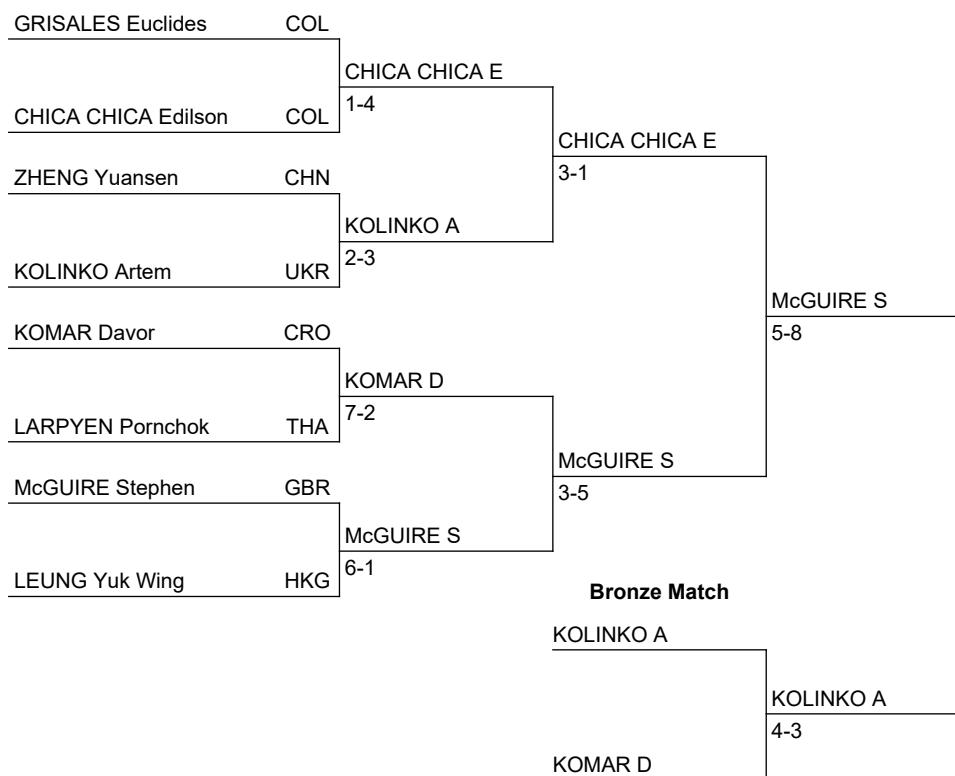 GRISALES Euclides COL
CHICA CHICA E
1-4
CHICA CHICA Edilson COL
CHICA CHICA E
3-1
ZHENG Yuansen CHN
KOLINKO A
2-3
KOLINKO Artem UKR
McGUIRE S
5-8
KOMAR Davor CRO
KOMAR D
7-2
LARPYEN Pornchok THA
McGUIRE S
3-5
McGUIRE Stephen GBR
McGUIRE S
6-1
LEUNG Yuk Wing HKG
Bronze Match
KOLINKO A
KOLINKO A
4-3
KOMAR D